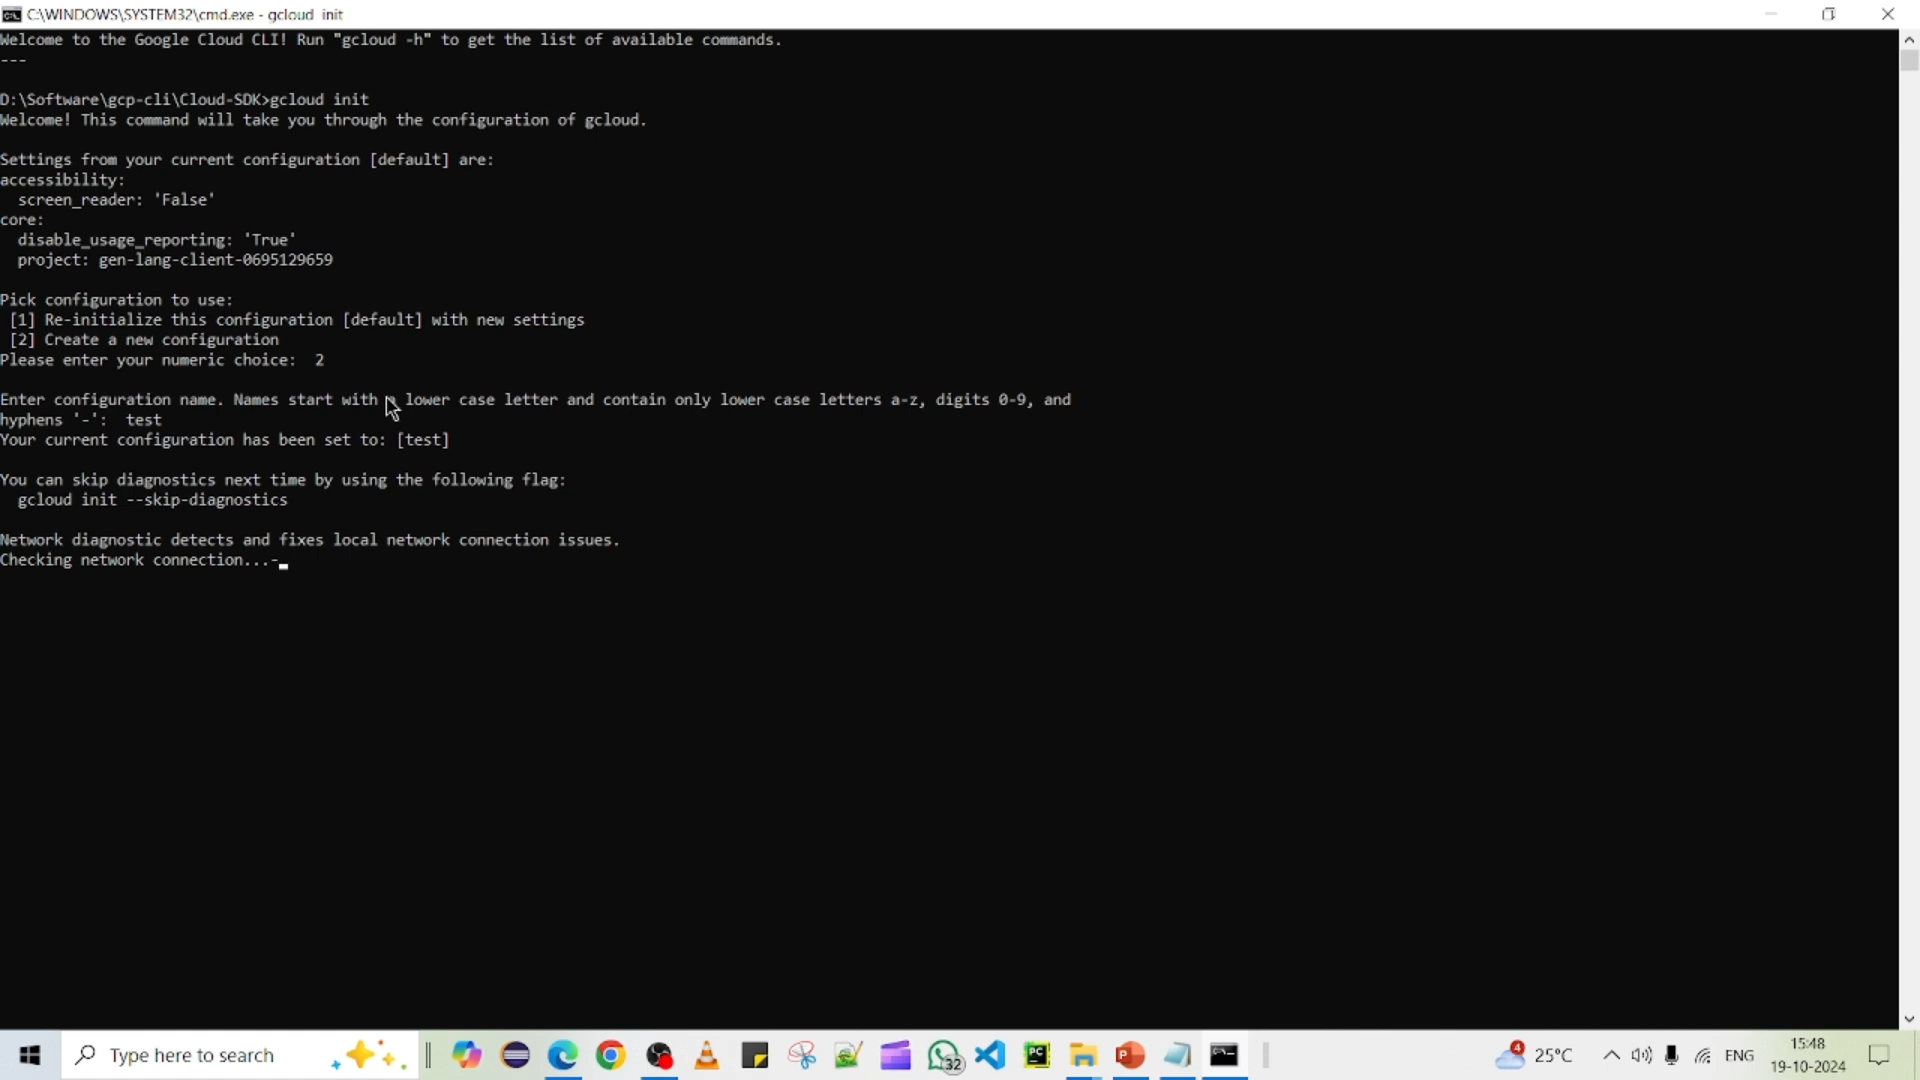 C:\WINDOWS\SYSTEM32\cmd.exe - gcloud init
Welcome to the Google Cloud CLI! Run "gcloud -h" to get the list of available commands.
---
D:\Software\gcp-cli\Cloud-SDK>gcloud init
Welcome! This command will take you through the configuration of gcloud.
Settings from your current configuration [default] are:
accessibility:
screen_reader: 'False'
core:
disable_usage_reporting: 'True'
project: gen-lang-client-0695129659
Pick configuration to use:
[1] Re-initialize this configuration [default] with new settings
[2] Create a new configuration
Please enter your numeric choice: 2
Enter configuration name. Names start with a lower case letter and contain only lower case letters a-z, digits 0-9, and
hyphens '-': test
Your current configuration has been set to: [test]
You can skip diagnostics next time by using the following flag:
gcloud init --skip-diagnostics
Network diagnostic detects and fixes local network connection issues.
Checking network connection...-
Type here to search
PC
32
4
25°C
ENG
15:48
19-10-2024